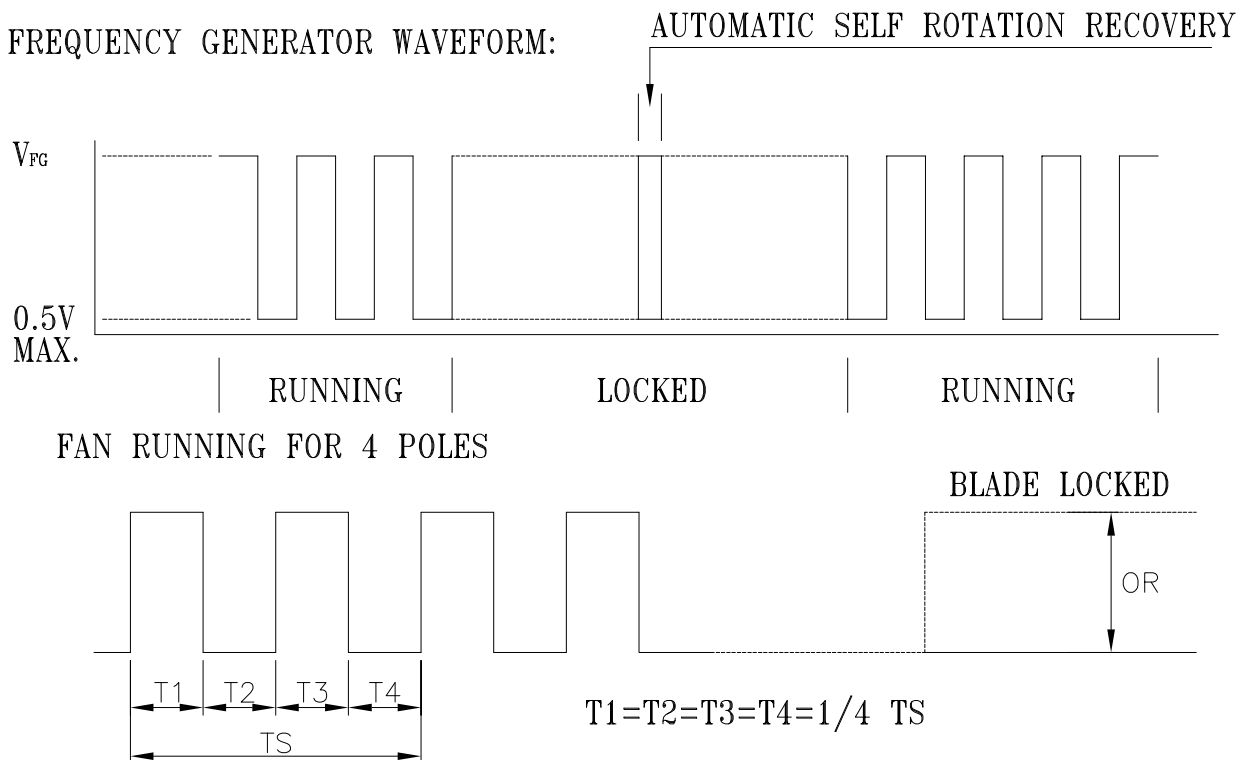 AUTOMATIC SELF ROTATION RECOVERY
FREQUENCY GENERATOR WAVEFORM:
VFG
0.5V
MAX.
RUNNING
LOCKED
RUNNING
FAN RUNNING FOR 4 POLES
BLADE LOCKED
OR
T1
T2
T3
T4
TS
T1=T2=T3=T4=1/4 TS